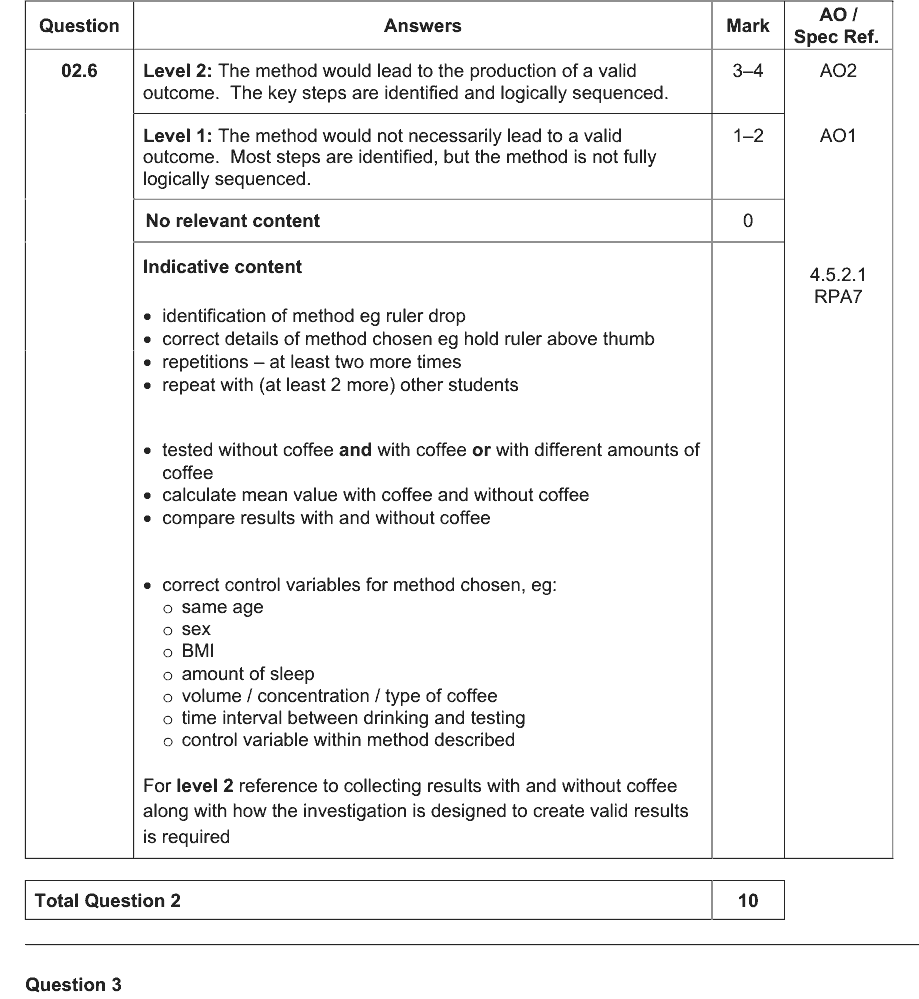 Question Answers Mark AO /
Spec Ref.
02.6 Level 2: The method would lead to the production of a valid 3–4 AO2
outcome.  The key steps are identified and logically sequenced.
Level 1: The method would not necessarily lead to a valid 1–2 AO1
outcome.  Most steps are identified, but the method is not fully
logically sequenced.
No relevant content 0
Indicative content
4.5.2.1
RPA7
• identification of method eg ruler drop
• correct details of method chosen eg hold ruler above thumb
• repetitions – at least two more times
• repeat with (at least 2 more) other students
• tested without coffee and with coffee or with different amounts of
coffee
• calculate mean value with coffee and without coffee
• compare results with and without coffee
• correct control variables for method chosen, eg:
o same age
o sex
o BMI
o amount of sleep
o volume / concentration / type of coffee
o time interval between drinking and testing
o control variable within method described
For level 2 reference to collecting results with and without coffee
along with how the investigation is designed to create valid results
is required
Total Question 2 10
Question 3